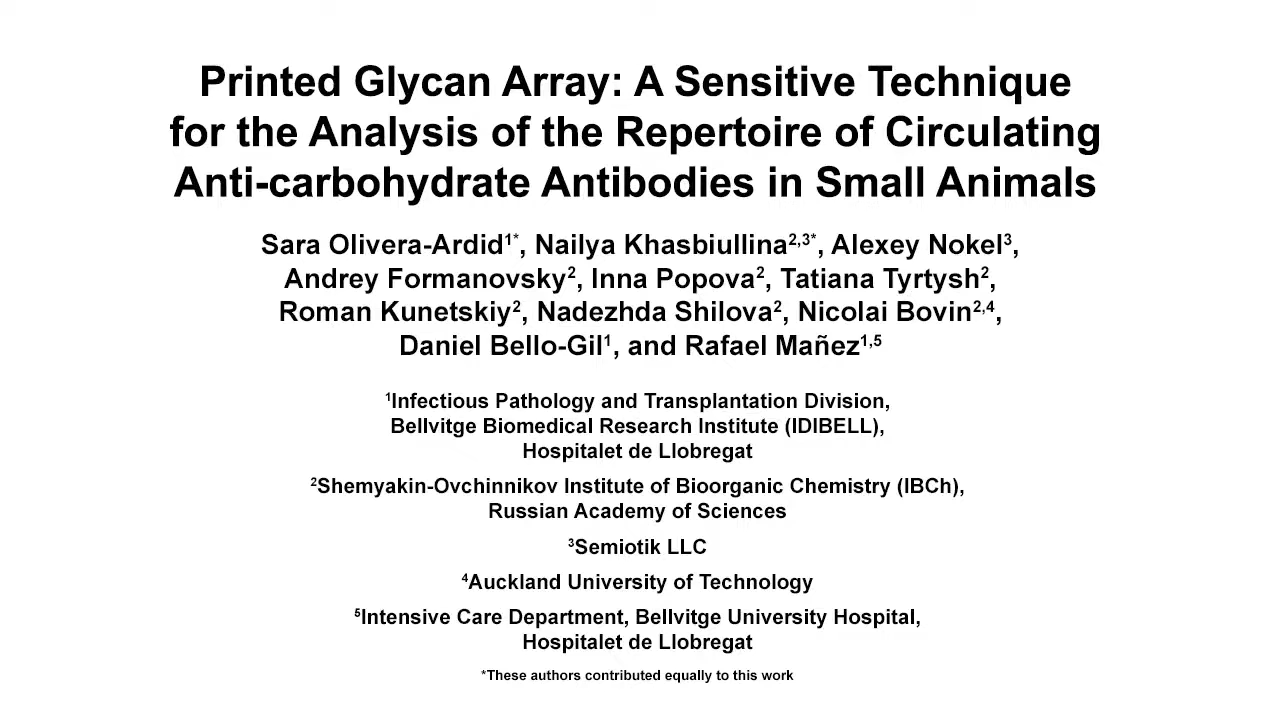 Printed Glycan Array: A Sensitive Technique
for the Analysis of the Repertoire of Circulating
Anti-carbohydrate Antibodies in Small Animals
Sara Olivera-Ardid¹*, Nailya Khasbiullina²,³*, Alexey Nokel³,
Andrey Formanovsky², Inna Popova², Tatiana Tyrtysh²,
Roman Kunetskiy², Nadezhda Shilova², Nicolai Bovin²,⁴,
Daniel Bello-Gil¹, and Rafael Mañez¹,⁵
¹Infectious Pathology and Transplantation Division,
Bellvitge Biomedical Research Institute (IDIBELL),
Hospitalet de Llobregat
²Shemyakin-Ovchinnikov Institute of Bioorganic Chemistry (IBCh),
Russian Academy of Sciences
³Semiotik LLC
⁴Auckland University of Technology
⁵Intensive Care Department, Bellvitge University Hospital,
Hospitalet de Llobregat
*These authors contributed equally to this work